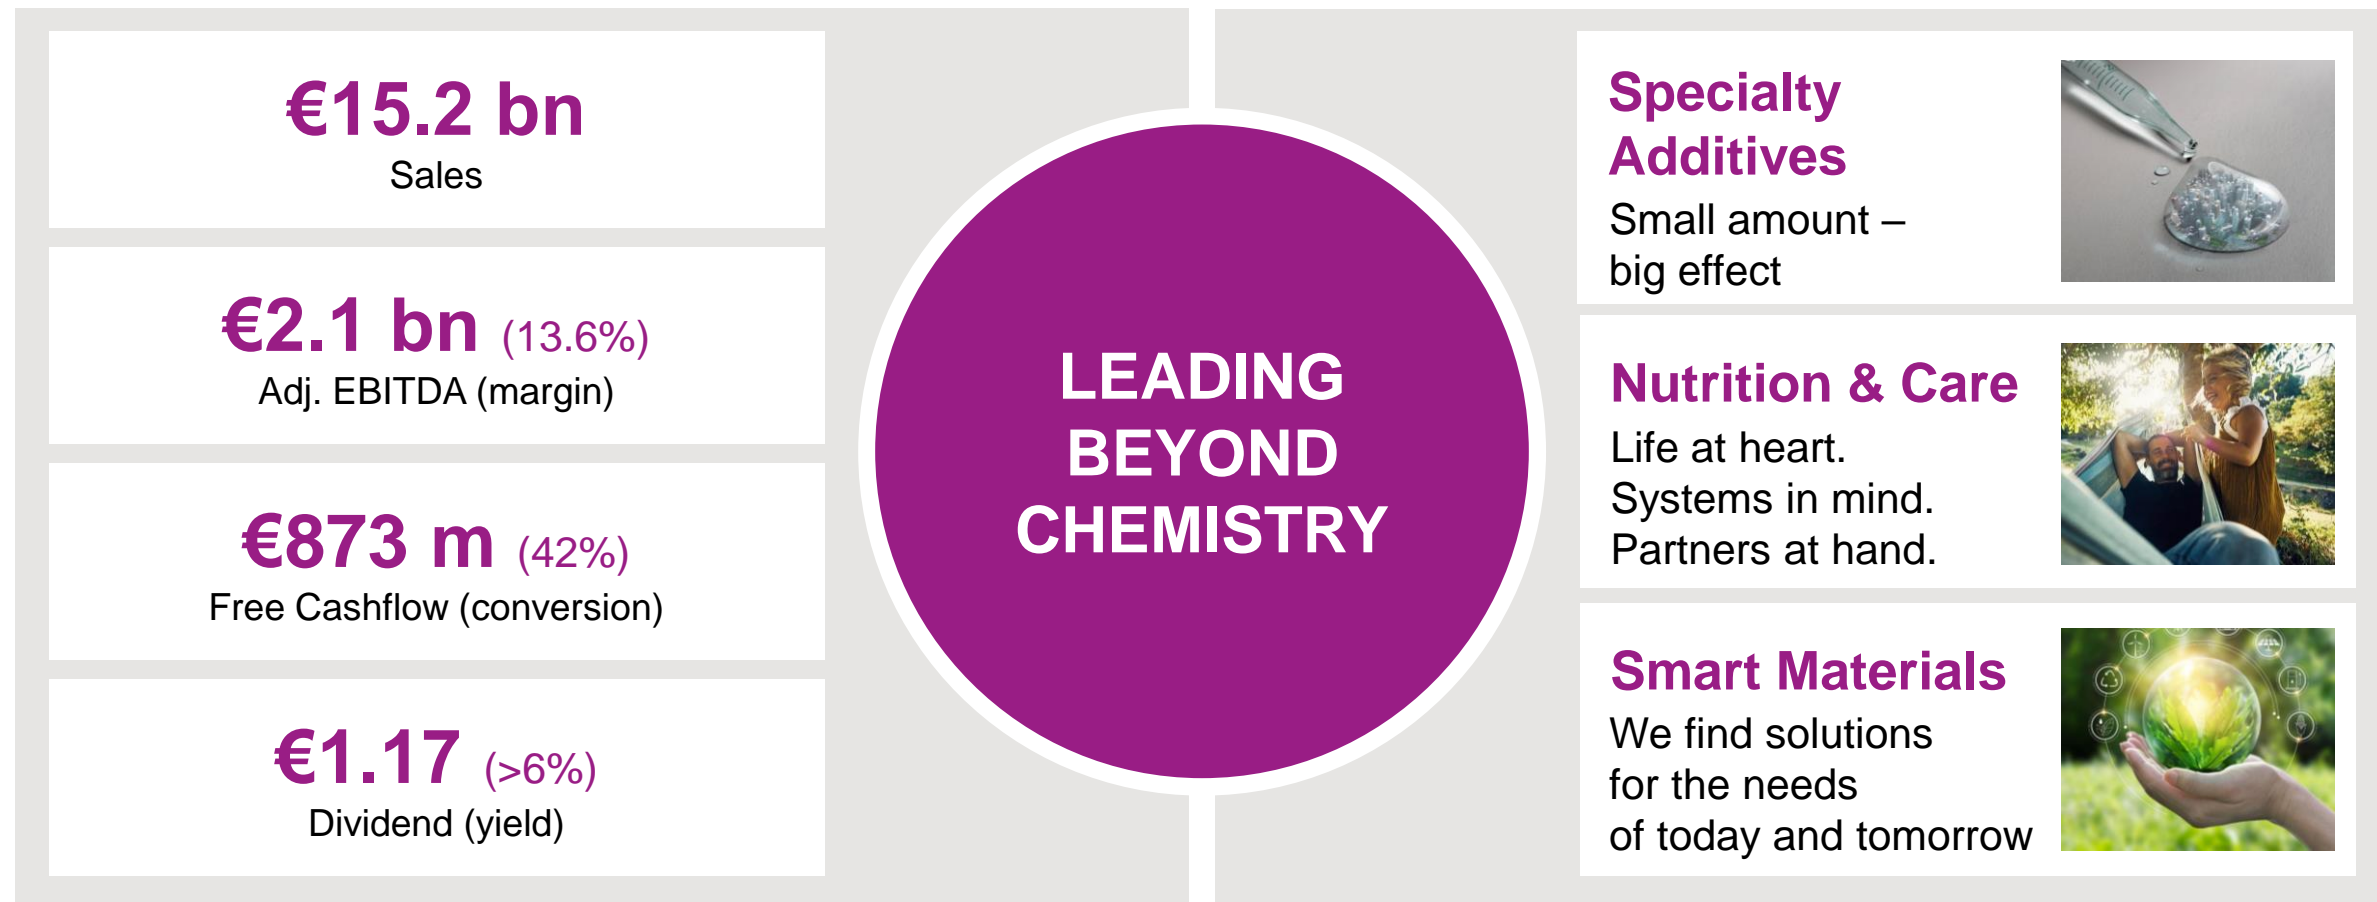 €15.2 bn
Sales
€2.1 bn (13.6%)
Adj. EBITDA (margin)
€873 m (42%)
Free Cashflow (conversion)
€1.17 (>6%)
Dividend (yield)
LEADING
BEYOND
CHEMISTRY
Specialty
Additives
Small amount –
big effect
Nutrition & Care
Life at heart.
Systems in mind.
Partners at hand.
Smart Materials
We find solutions
for the needs
of today and tomorrow